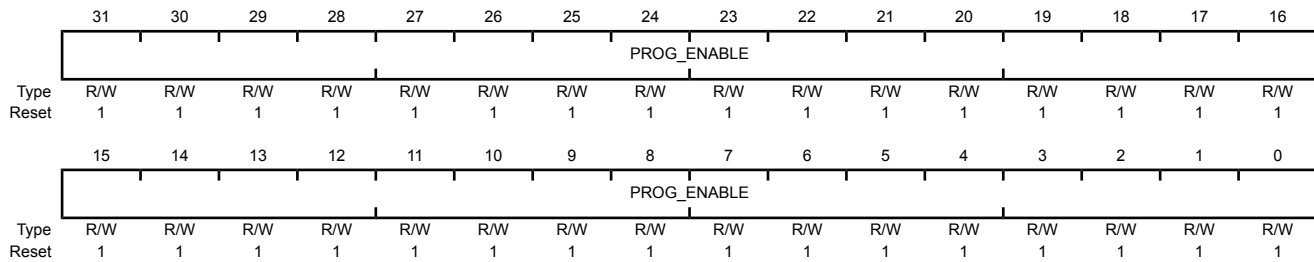 31 30 29 28 27 26 25 24 23 22 21 20 19 18 17 16
PROG_ENABLE
Type R/W R/W R/W R/W R/W R/W R/W R/W R/W R/W R/W R/W R/W R/W R/W R/W
Reset 1 1 1 1 1 1 1 1 1 1 1 1 1 1 1 1
15 14 13 12 11 10 9 8 7 6 5 4 3 2 1 0
PROG_ENABLE
Type R/W R/W R/W R/W R/W R/W R/W R/W R/W R/W R/W R/W R/W R/W R/W R/W
Reset 1 1 1 1 1 1 1 1 1 1 1 1 1 1 1 1